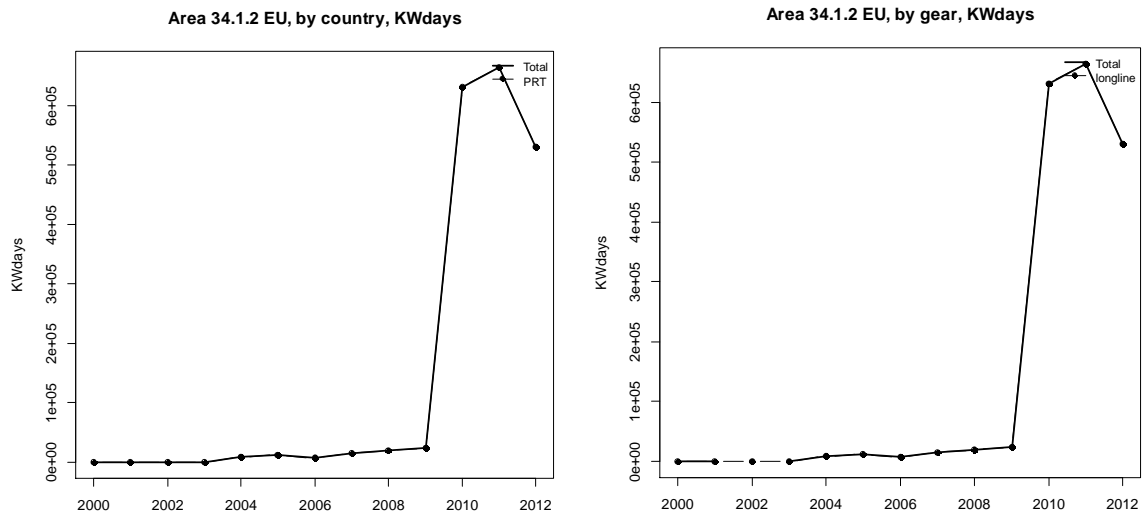 Area 34.1.2 EU, by country, KWdays
KWdays
0e+00 1e+05 2e+05 3e+05 4e+05 5e+05 6e+05
Total
PRT
2000 2002 2004 2006 2008 2010 2012
Area 34.1.2 EU, by gear, KWdays
KWdays
0e+00 1e+05 2e+05 3e+05 4e+05 5e+05 6e+05
Total
longline
2000 2002 2004 2006 2008 2010 2012